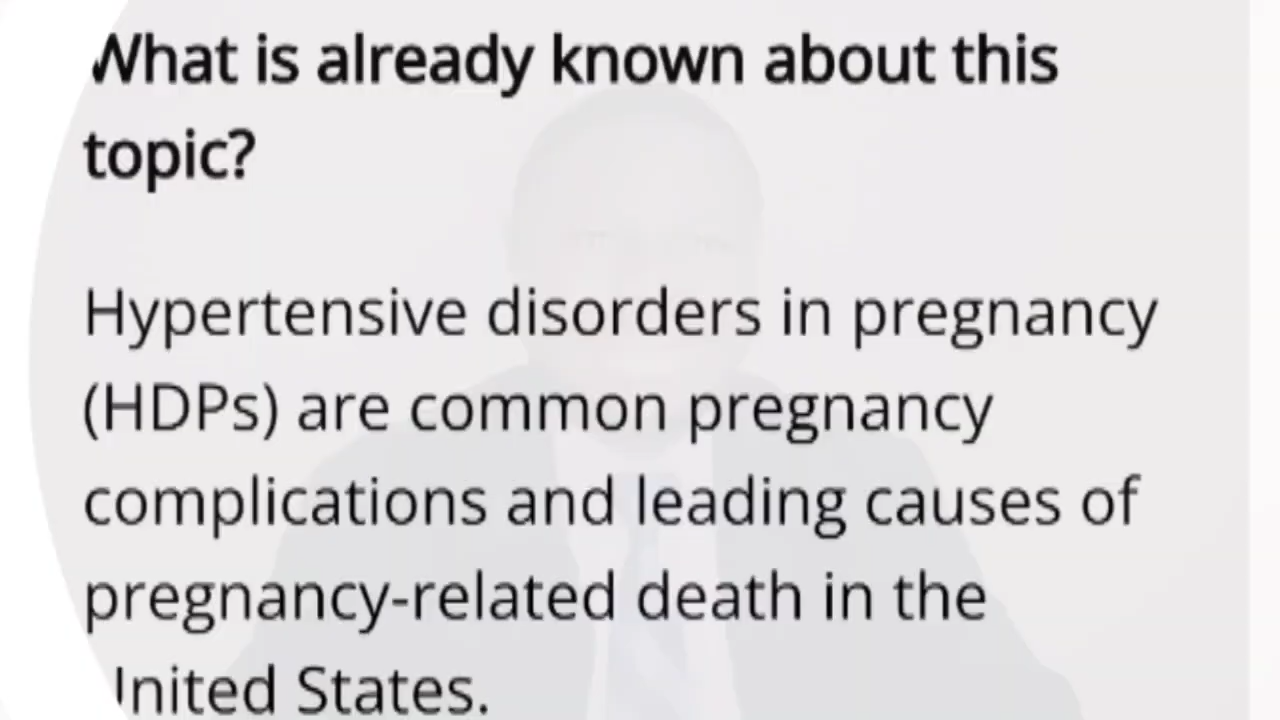 What is already known about this
topic?
Hypertensive disorders in pregnancy
(HDPs) are common pregnancy
complications and leading causes of
pregnancy-related death in the
United States.